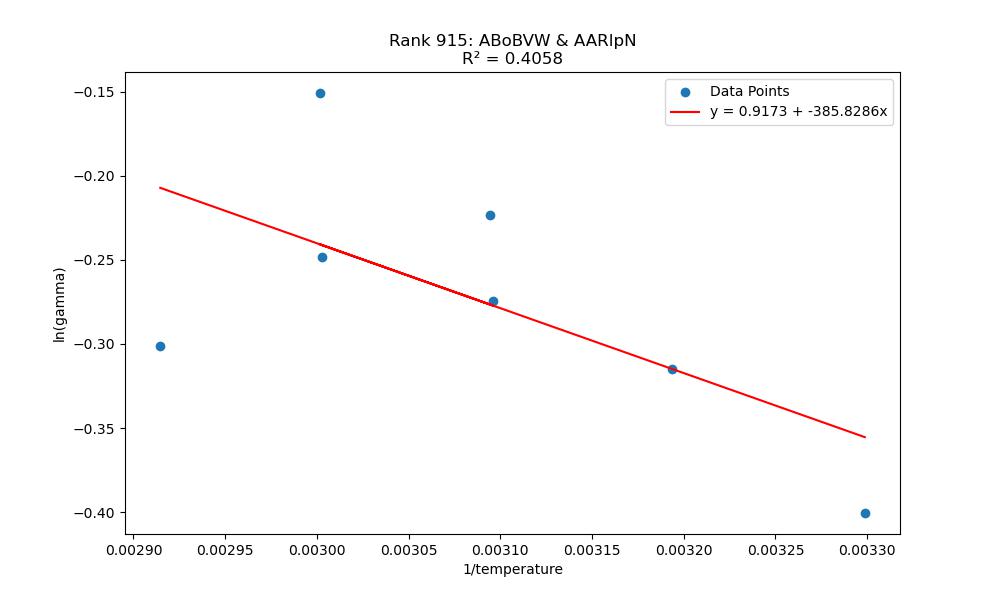 Rank 915: ABoBVW & AARlpN
R² = 0.4058
Data Points
y = 0.9173 + -385.8286x
ln(gamma)
−0.15
−0.20
−0.25
−0.30
−0.35
−0.40
0.00290 0.00295 0.00300 0.00305 0.00310 0.00315 0.00320 0.00325 0.00330
1/temperature